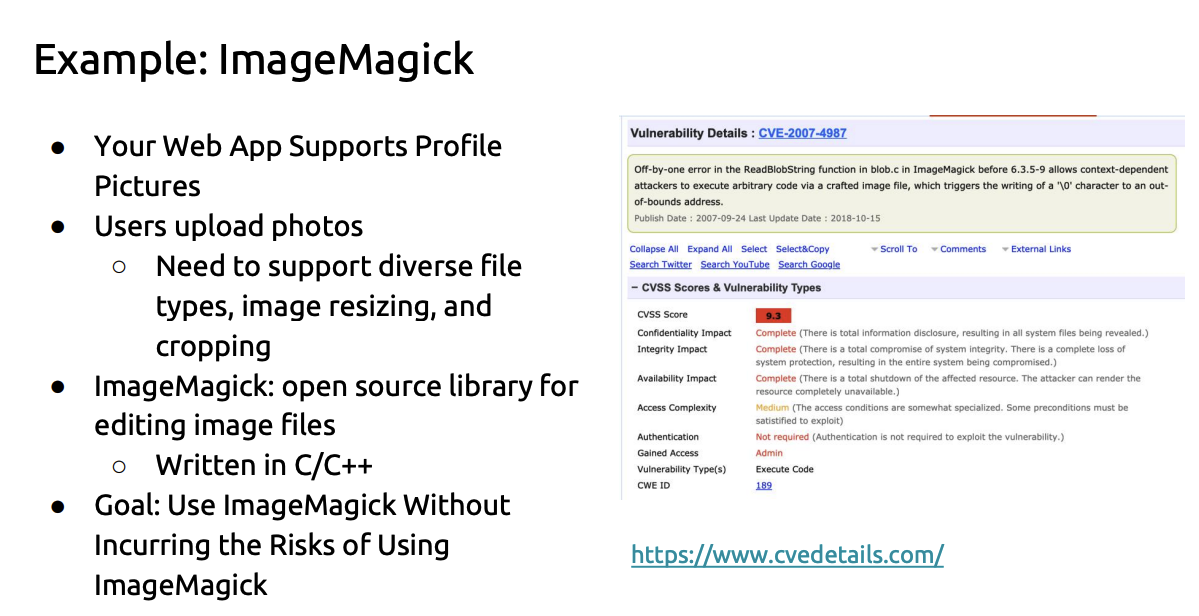 Example: ImageMagick
● Your Web App Supports Profile
Pictures
● Users upload photos
○ Need to support diverse file
types, image resizing, and
cropping
● ImageMagick: open source library for
editing image files
○ Written in C/C++
● Goal: Use ImageMagick Without
Incurring the Risks of Using
ImageMagick
Vulnerability Details : CVE-2007-4987
Off-by-one error in the ReadBlobString function in blob.c in ImageMagick before 6.3.5-9 allows context-dependent
attackers to execute arbitrary code via a crafted image file, which triggers the writing of a '\0' character to an out-
of-bounds address.
Publish Date : 2007-09-24 Last Update Date : 2018-10-15
Collapse All Expand All Select Select&Copy Scroll To Comments External Links
Search Twitter Search YouTube Search Google
− CVSS Scores & Vulnerability Types
CVSS Score 9.3
Confidentiality Impact Complete (There is total information disclosure, resulting in all system files being revealed.)
Integrity Impact Complete (There is a total compromise of system integrity. There is a complete loss of
system protection, resulting in the entire system being compromised.)
Availability Impact Complete (There is a total shutdown of the affected resource. The attacker can render the
resource completely unavailable.)
Access Complexity Medium (The access conditions are somewhat specialized. Some preconditions must be
satistified to exploit)
Authentication Not required (Authentication is not required to exploit the vulnerability.)
Gained Access Admin
Vulnerability Type(s) Execute Code
CWE ID 189
https://www.cvedetails.com/